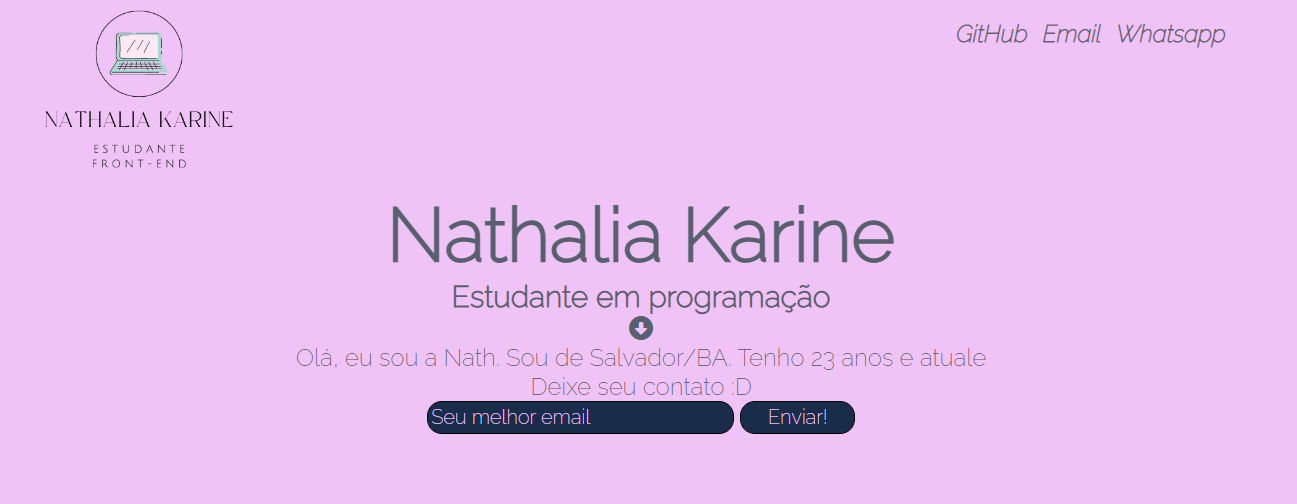 NATHALIA KARINE
ESTUDANTE
FRONT-END
GitHub Email Whatsapp
Nathalia Karine
Estudante em programação
Olá, eu sou a Nath. Sou de Salvador/BA. Tenho 23 anos e atuale
Deixe seu contato :D
Seu melhor email Enviar!